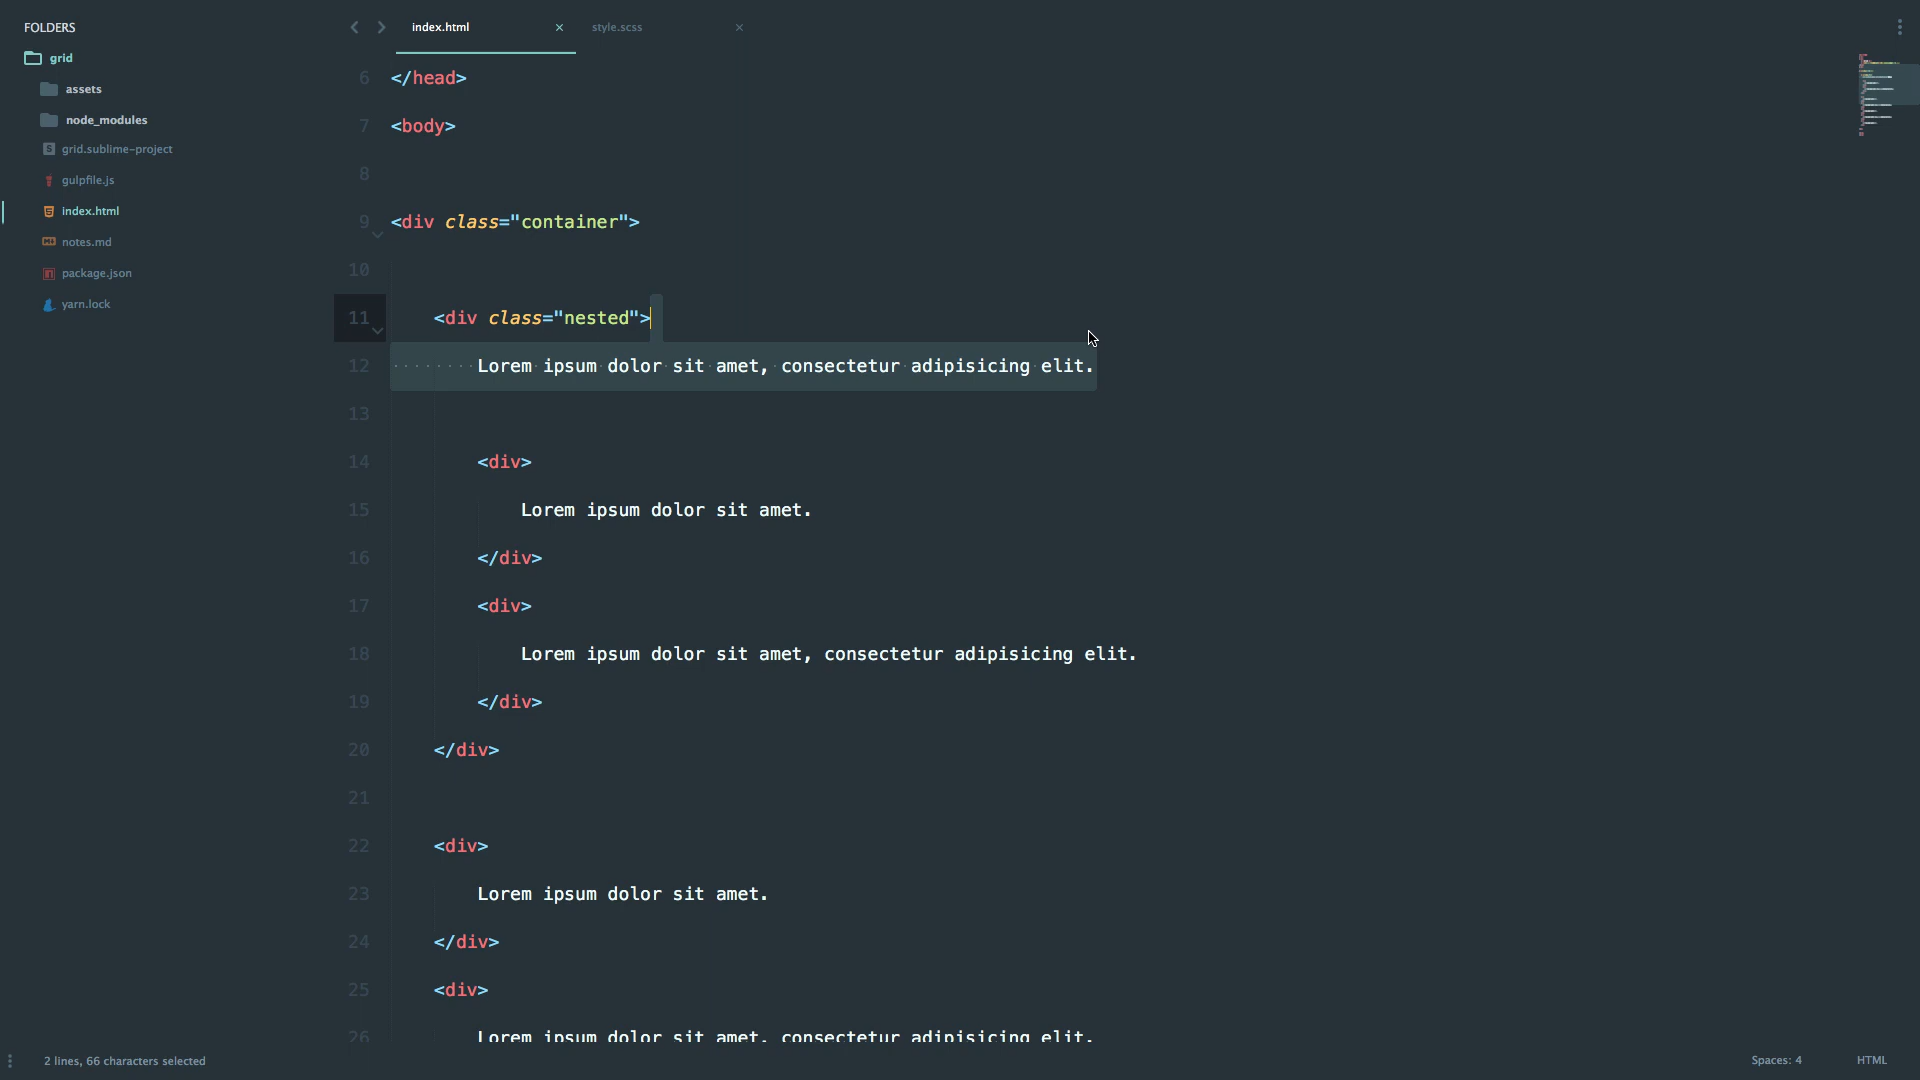 FOLDERS
grid
assets
node_modules
grid.sublime-project
gulpfile.js
index.html
notes.md
package.json
yarn.lock
index.html × style.scss ×
6 </head>
7 <body>
8
9 <div class="container">
10
11 <div class="nested">
12 Lorem ipsum dolor sit amet, consectetur adipisicing elit.
13
14 <div>
15 Lorem ipsum dolor sit amet.
16 </div>
17 <div>
18 Lorem ipsum dolor sit amet, consectetur adipisicing elit.
19 </div>
20 </div>
21
22 <div>
23 Lorem ipsum dolor sit amet.
24 </div>
25 <div>
26 Lorem ipsum dolor sit amet, consectetur adipisicing elit.
2 lines, 66 characters selected
Spaces: 4 HTML